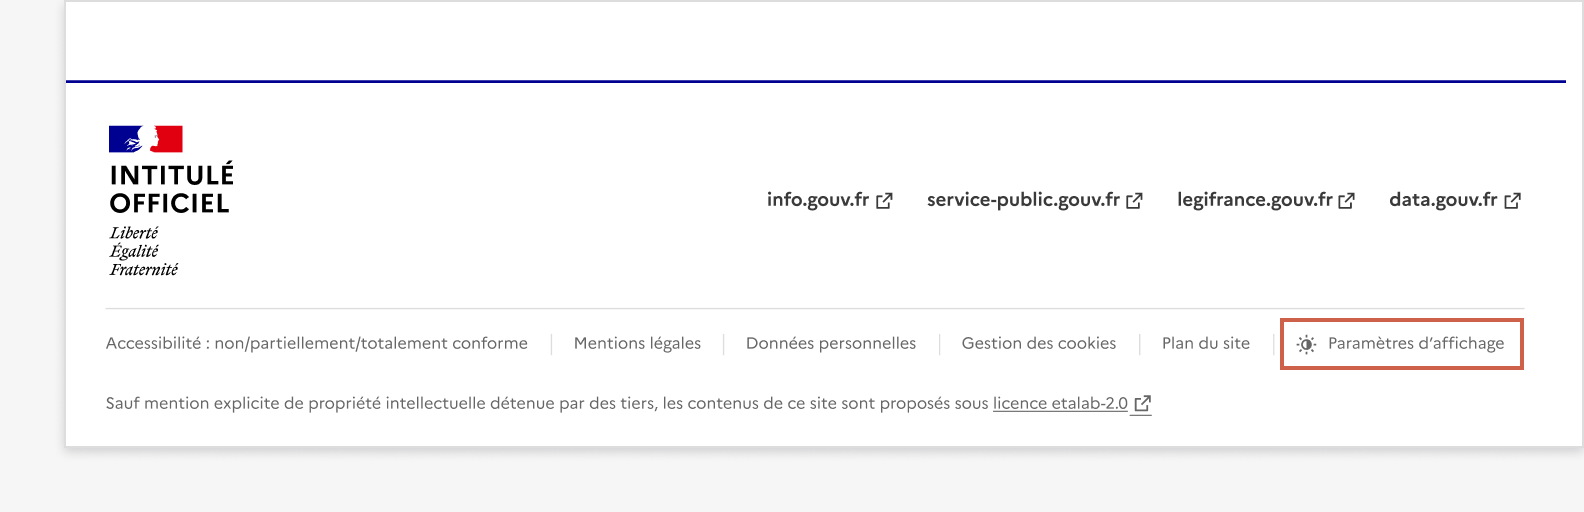 INTITULÉ
OFFICIEL
Liberté
Égalité
Fraternité
info.gouv.fr service-public.gouv.fr legifrance.gouv.fr data.gouv.fr
Accessibilité : non/partiellement/totalement conforme Mentions légales Données personnelles Gestion des cookies Plan du site Paramètres d’affichage
Sauf mention explicite de propriété intellectuelle détenue par des tiers, les contenus de ce site sont proposés sous licence etalab-2.0